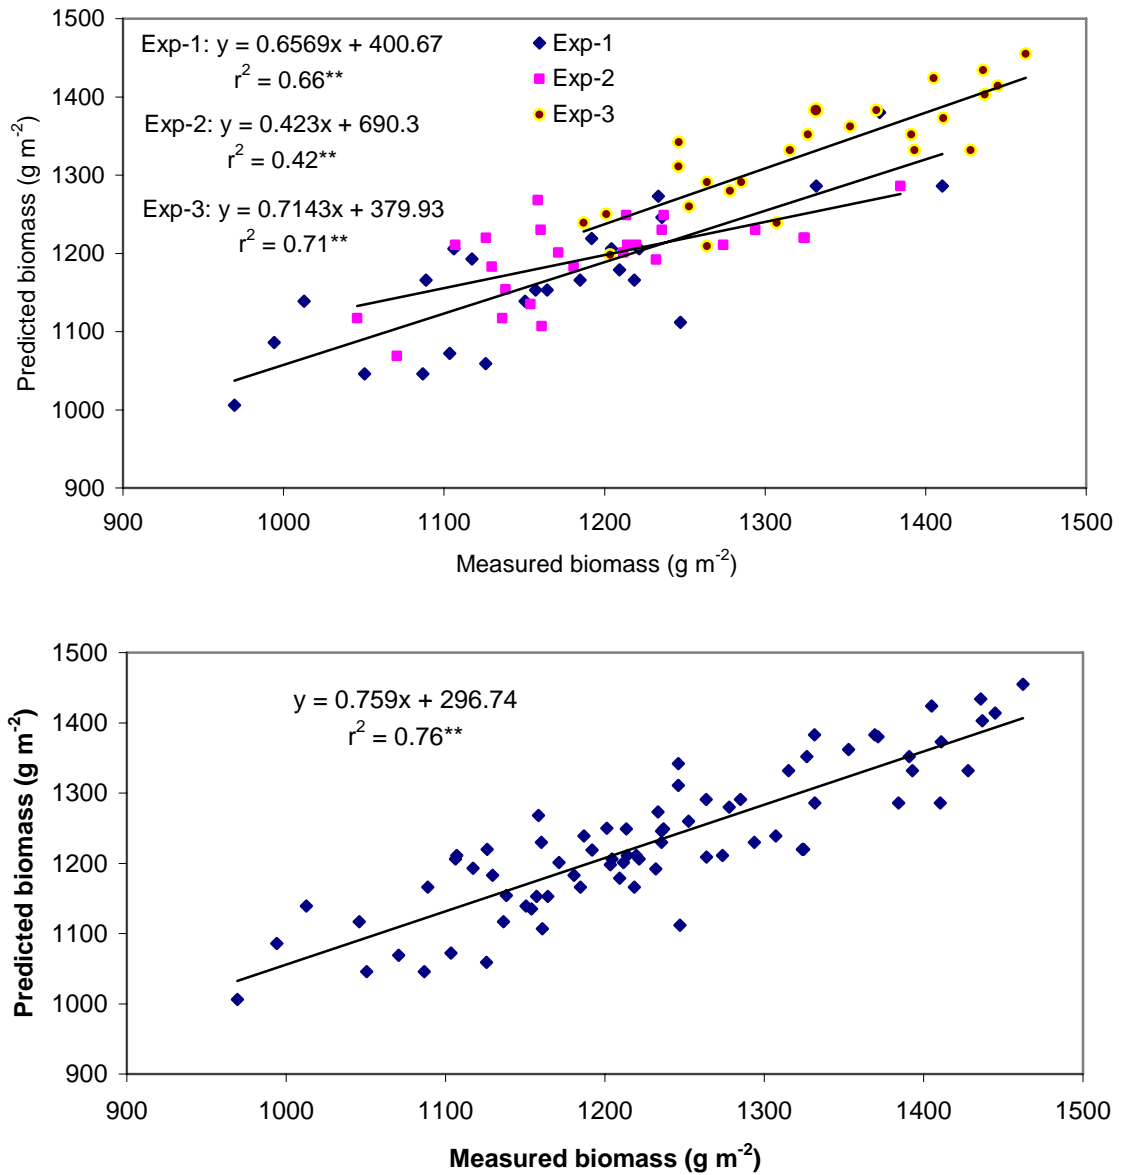 Exp-1: y = 0.6569x + 400.67
r² = 0.66**
Exp-2: y = 0.423x + 690.3
r² = 0.42**
Exp-3: y = 0.7143x + 379.93
r² = 0.71**
Exp-1
Exp-2
Exp-3
Predicted biomass (g m⁻²)
1500
1400
1300
1200
1100
1000
900
900 1000 1100 1200 1300 1400 1500
Measured biomass (g m⁻²)
y = 0.759x + 296.74
r² = 0.76**
Predicted biomass (g m⁻²)
1500
1400
1300
1200
1100
1000
900
900 1000 1100 1200 1300 1400 1500
Measured biomass (g m⁻²)